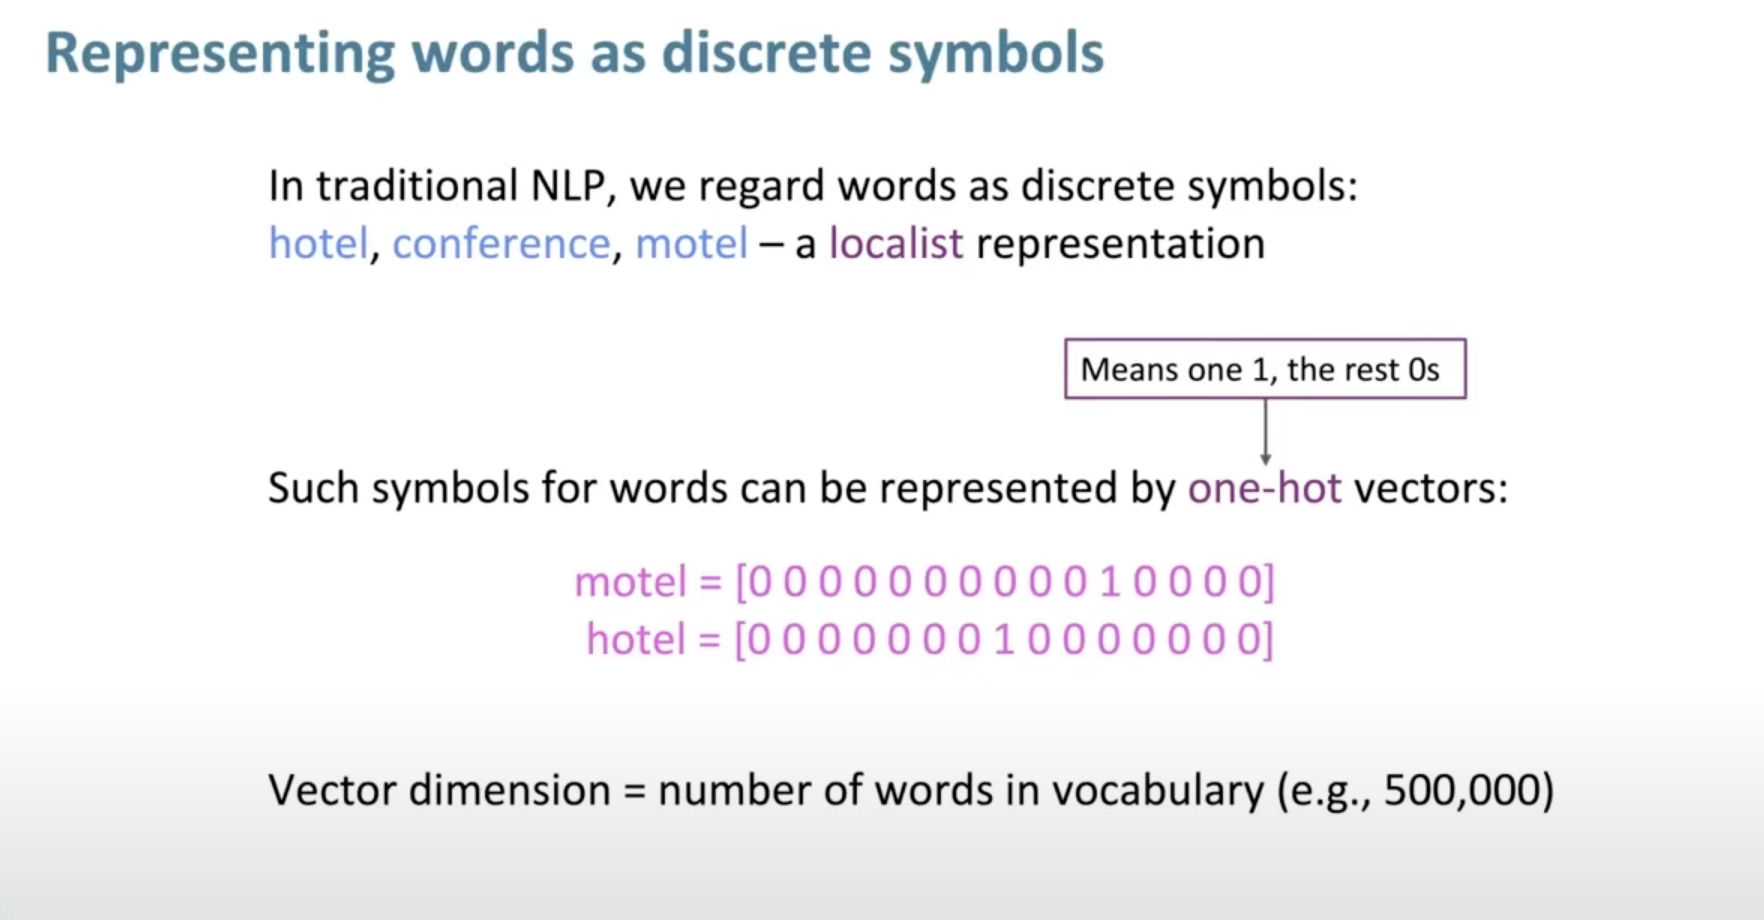 Representing words as discrete symbols
In traditional NLP, we regard words as discrete symbols:
hotel, conference, motel – a localist representation
Means one 1, the rest 0s
Such symbols for words can be represented by one-hot vectors:
motel = [0 0 0 0 0 0 0 0 0 0 1 0 0 0 0]
hotel = [0 0 0 0 0 0 0 1 0 0 0 0 0 0 0]
Vector dimension = number of words in vocabulary (e.g., 500,000)